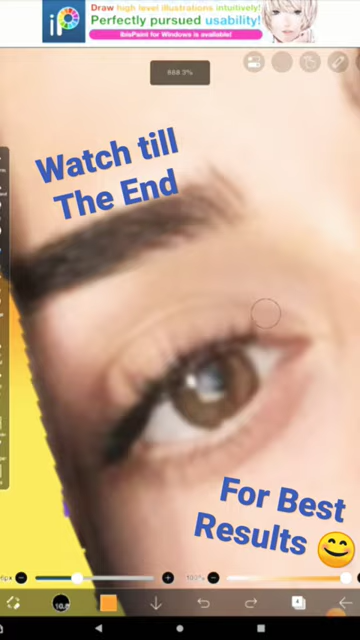 Draw high level illustrations intuitively!
Perfectly pursued usability!
ibisPaint for Windows is available!
iP
Watch till
The End
For Best
Results 😄